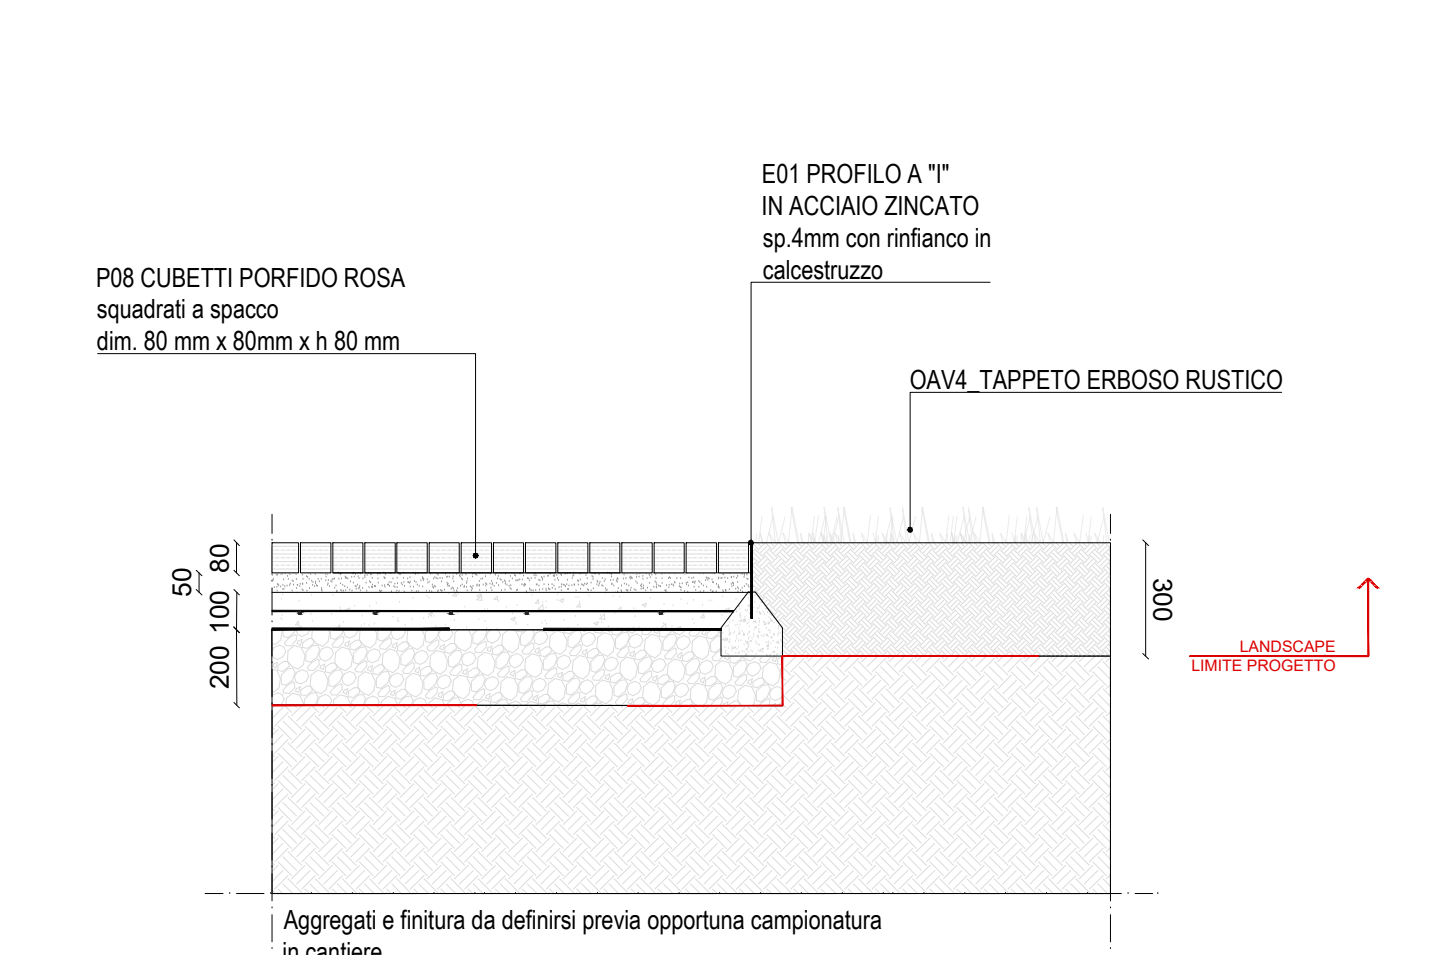 E01 PROFILO A "I"
IN ACCIAIO ZINCATO
sp.4mm con rinfianco in
calcestruzzo
P08 CUBETTI PORFIDO ROSA
squadrati a spacco
dim. 80 mm x 80mm x h 80 mm
OAV4_TAPPETO ERBOSO RUSTICO
80
50
100
200
300
LANDSCAPE
LIMITE PROGETTO
Aggregati e finitura da definirsi previa opportuna campionatura
in cantiere